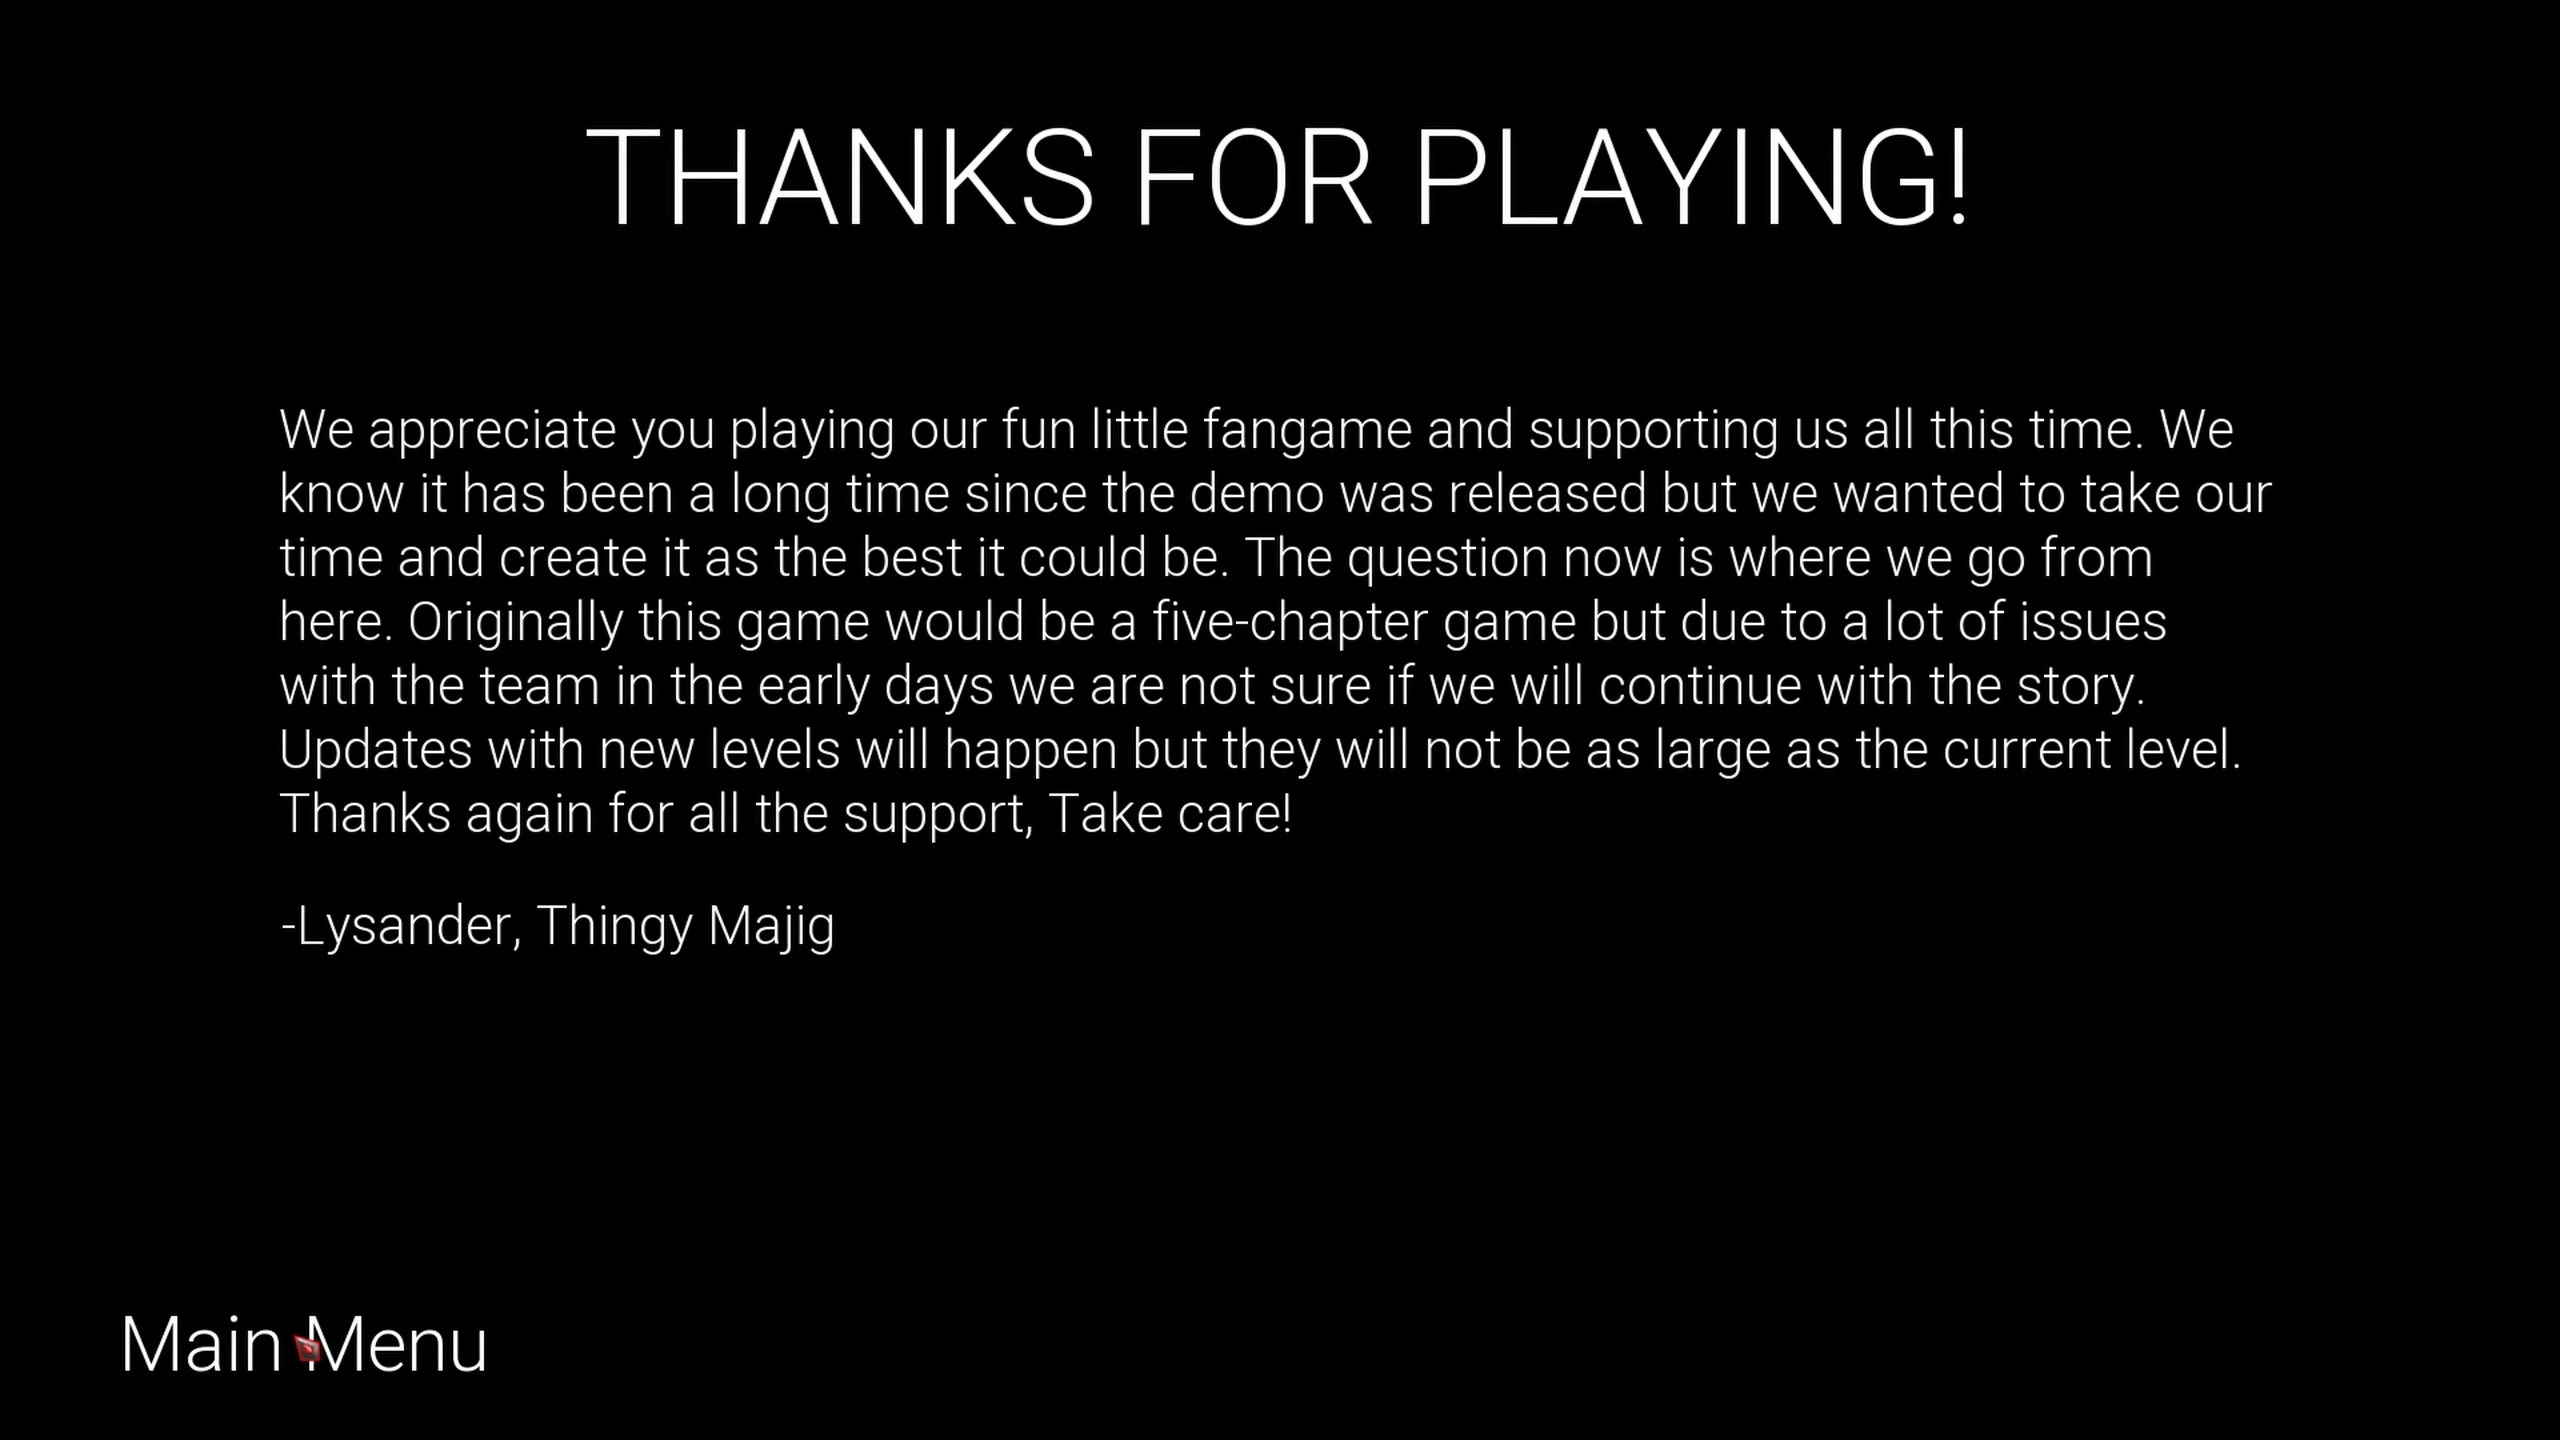 THANKS FOR PLAYING!
We appreciate you playing our fun little fangame and supporting us all this time. We
know it has been a long time since the demo was released but we wanted to take our
time and create it as the best it could be. The question now is where we go from
here. Originally this game would be a five-chapter game but due to a lot of issues
with the team in the early days we are not sure if we will continue with the story.
Updates with new levels will happen but they will not be as large as the current level.
Thanks again for all the support, Take care!
-Lysander, Thingy Majig
Main Menu